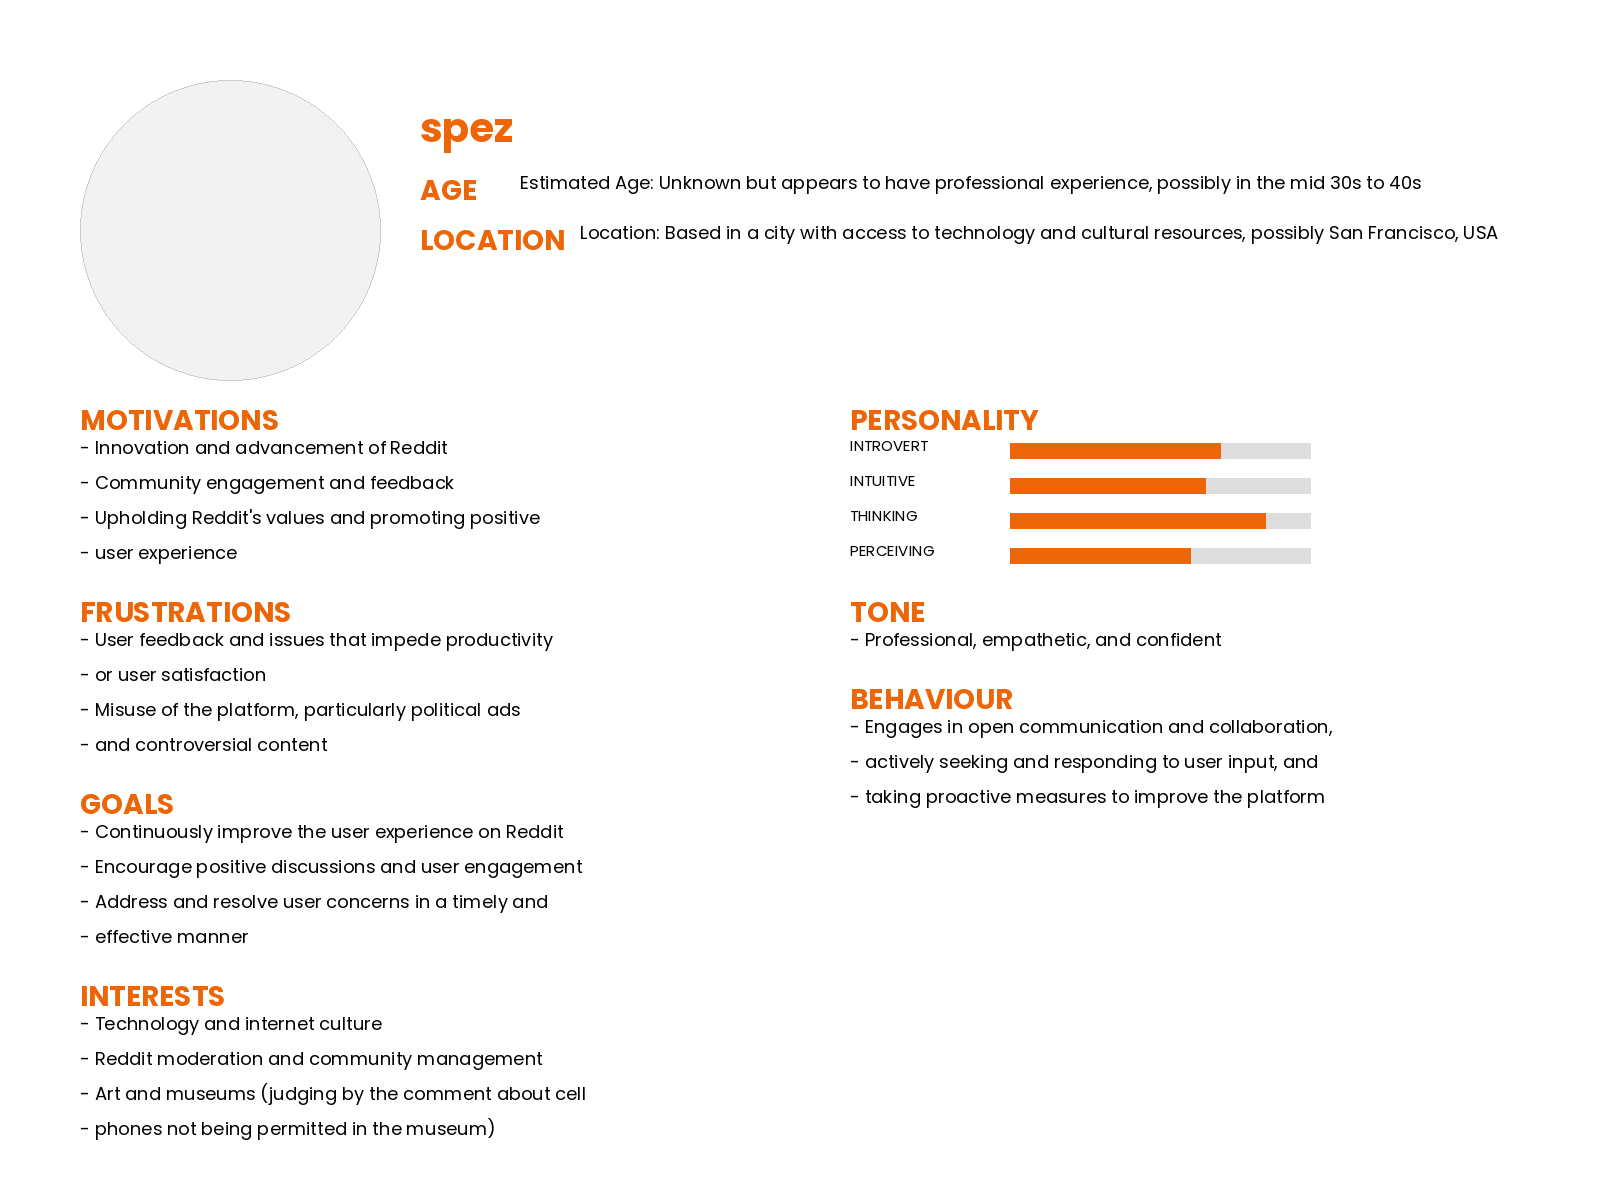 spez
AGE
Estimated Age: Unknown but appears to have professional experience, possibly in the mid 30s to 40s
LOCATION
Location: Based in a city with access to technology and cultural resources, possibly San Francisco, USA
MOTIVATIONS
- Innovation and advancement of Reddit
- Community engagement and feedback
- Upholding Reddit's values and promoting positive
- user experience
FRUSTRATIONS
- User feedback and issues that impede productivity
- or user satisfaction
- Misuse of the platform, particularly political ads
- and controversial content
GOALS
- Continuously improve the user experience on Reddit
- Encourage positive discussions and user engagement
- Address and resolve user concerns in a timely and
- effective manner
INTERESTS
- Technology and internet culture
- Reddit moderation and community management
- Art and museums (judging by the comment about cell
- phones not being permitted in the museum)
PERSONALITY
INTROVERT
INTUITIVE
THINKING
PERCEIVING
TONE
- Professional, empathetic, and confident
BEHAVIOUR
- Engages in open communication and collaboration,
- actively seeking and responding to user input, and
- taking proactive measures to improve the platform